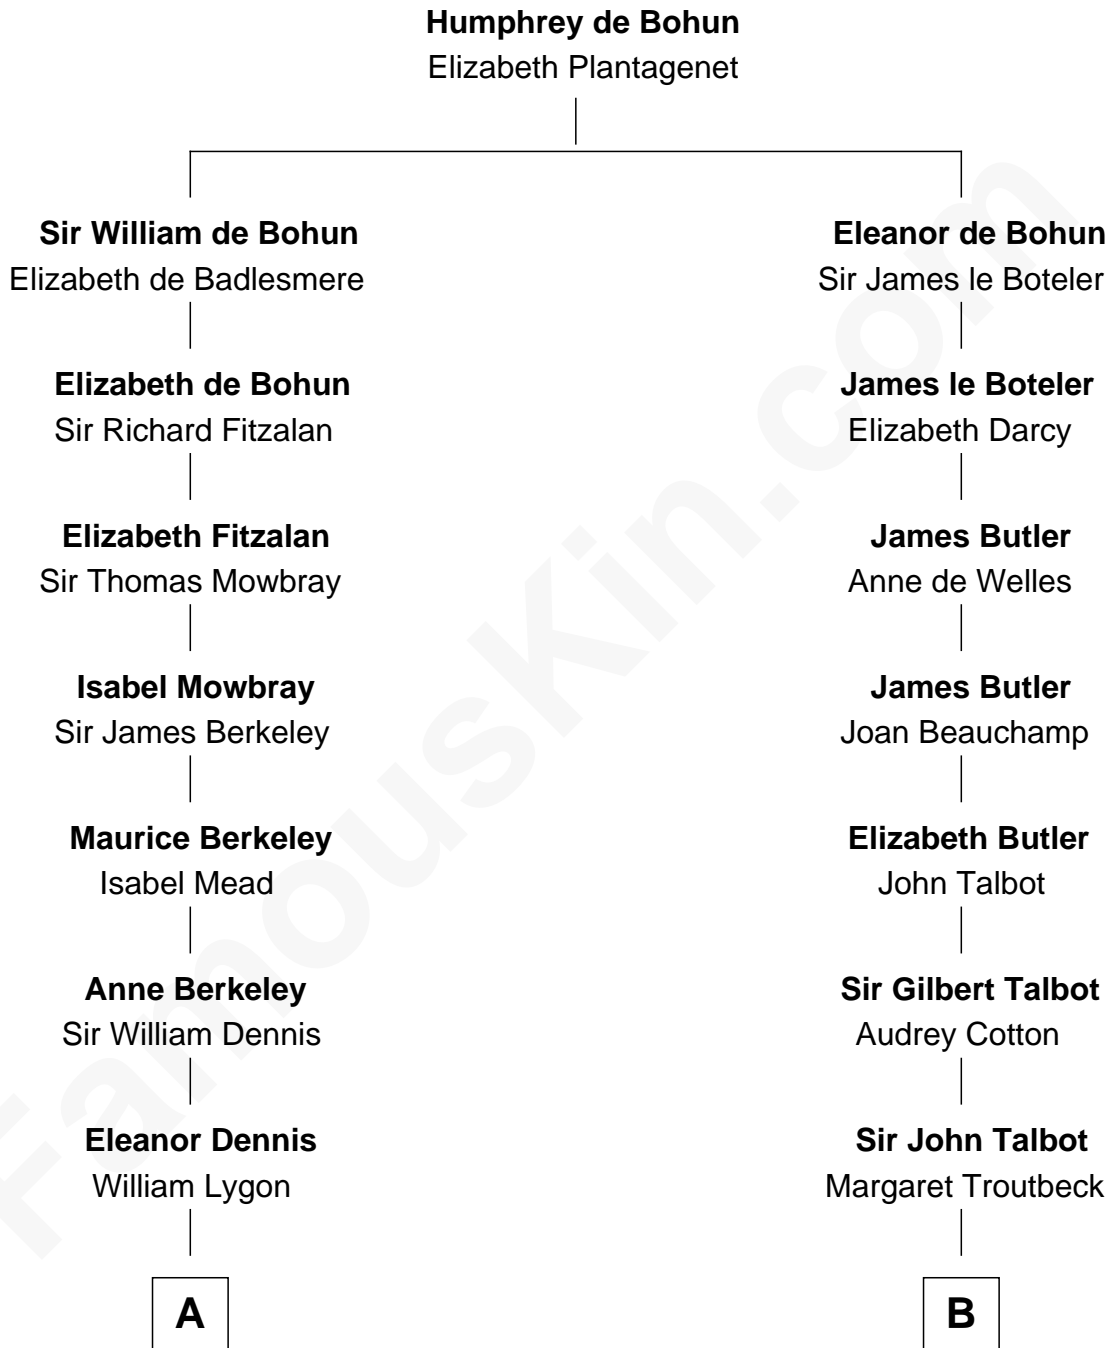 Humphrey de Bohun
Elizabeth Plantagenet
Sir William de Bohun
Elizabeth de Badlesmere
Eleanor de Bohun
Sir James le Boteler
Elizabeth de Bohun
Sir Richard Fitzalan
James le Boteler
Elizabeth Darcy
Elizabeth Fitzalan
Sir Thomas Mowbray
James Butler
Anne de Welles
Isabel Mowbray
Sir James Berkeley
James Butler
Joan Beauchamp
Maurice Berkeley
Isabel Mead
Elizabeth Butler
John Talbot
Anne Berkeley
Sir William Dennis
Sir Gilbert Talbot
Audrey Cotton
Eleanor Dennis
William Lygon
Sir John Talbot
Margaret Troutbeck
A
B
FamousKin.com